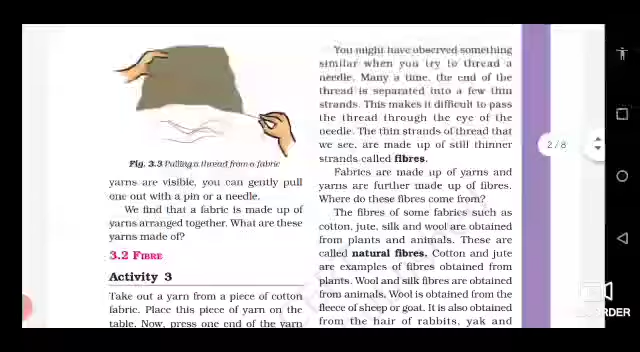 Fig. 3.3 Pulling a thread from a fabric
yarns are visible, you can gently pull
one out with a pin or a needle.
We find that a fabric is made up of
yarns arranged together. What are these
yarns made of?
3.2 FIBRE
Activity 3
Take out a yarn from a piece of cotton
fabric. Place this piece of yarn on the
table. Now, press one end of the yarn
You might have observed something
similar when you try to thread a
needle. Many a time, the end of the
thread is separated into a few thin
strands. This makes it difficult to pass
the thread through the eye of the
needle. The thin strands of thread that
we see, are made up of still thinner
strands called fibres.
Fabrics are made up of yarns and
yarns are further made up of fibres.
Where do these fibres come from?
The fibres of some fabrics such as
cotton, jute, silk and wool are obtained
from plants and animals. These are
called natural fibres. Cotton and jute
are examples of fibres obtained from
plants. Wool and silk fibres are obtained
from animals. Wool is obtained from the
fleece of sheep or goat. It is also obtained
from the hair of rabbits, yak and
2/8
RDER